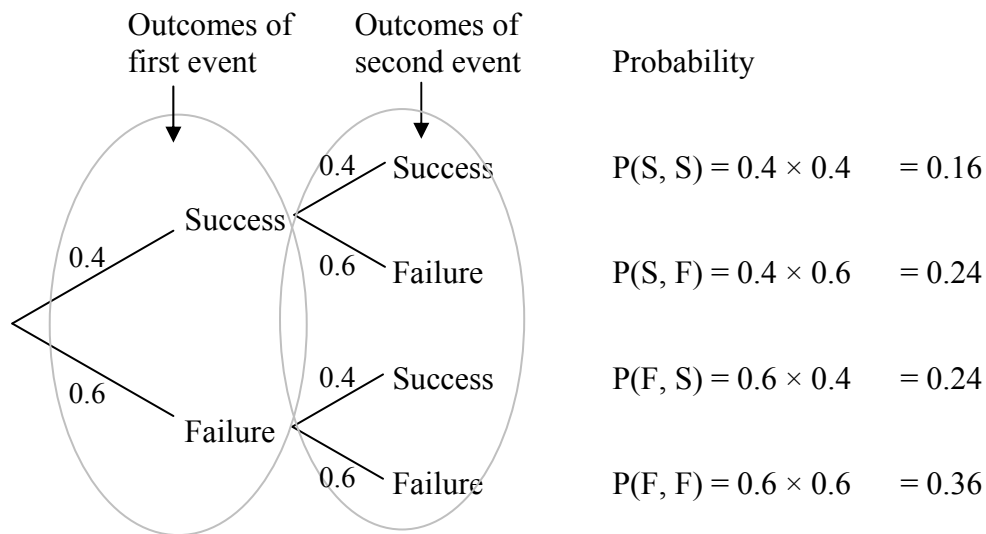 Outcomes of
first event
Outcomes of
second event
Probability
0.4
Success
P(S, S) = 0.4 × 0.4 = 0.16
Success
0.4
0.6
Failure
P(S, F) = 0.4 × 0.6 = 0.24
0.4
Success
P(F, S) = 0.6 × 0.4 = 0.24
0.6
Failure
0.6
Failure
P(F, F) = 0.6 × 0.6 = 0.36